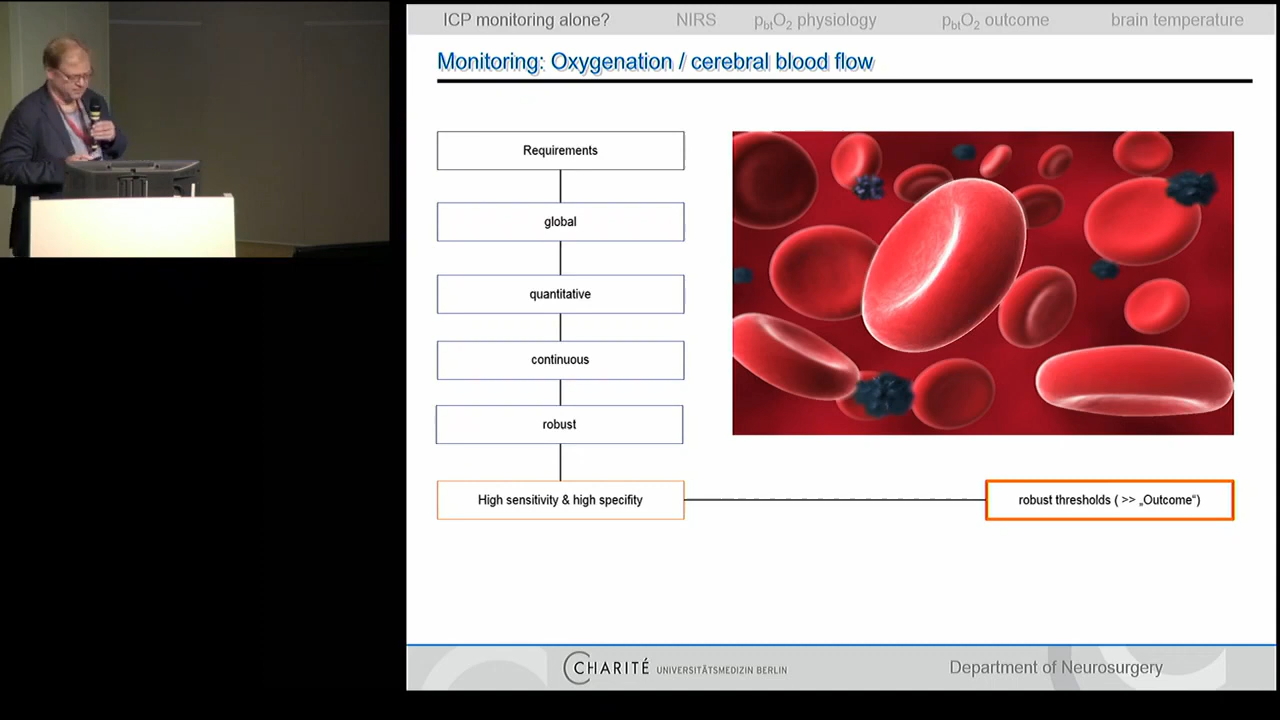 ICP monitoring alone? NIRS pbtO2 physiology pbtO2 outcome brain temperature
Monitoring: Oxygenation / cerebral blood flow
Requirements
global
quantitative
continuous
robust
High sensitivity & high specifity
robust thresholds ( >> „Outcome“)
CHARITÉ UNIVERSITÄTSMEDIZIN BERLIN
Department of Neurosurgery